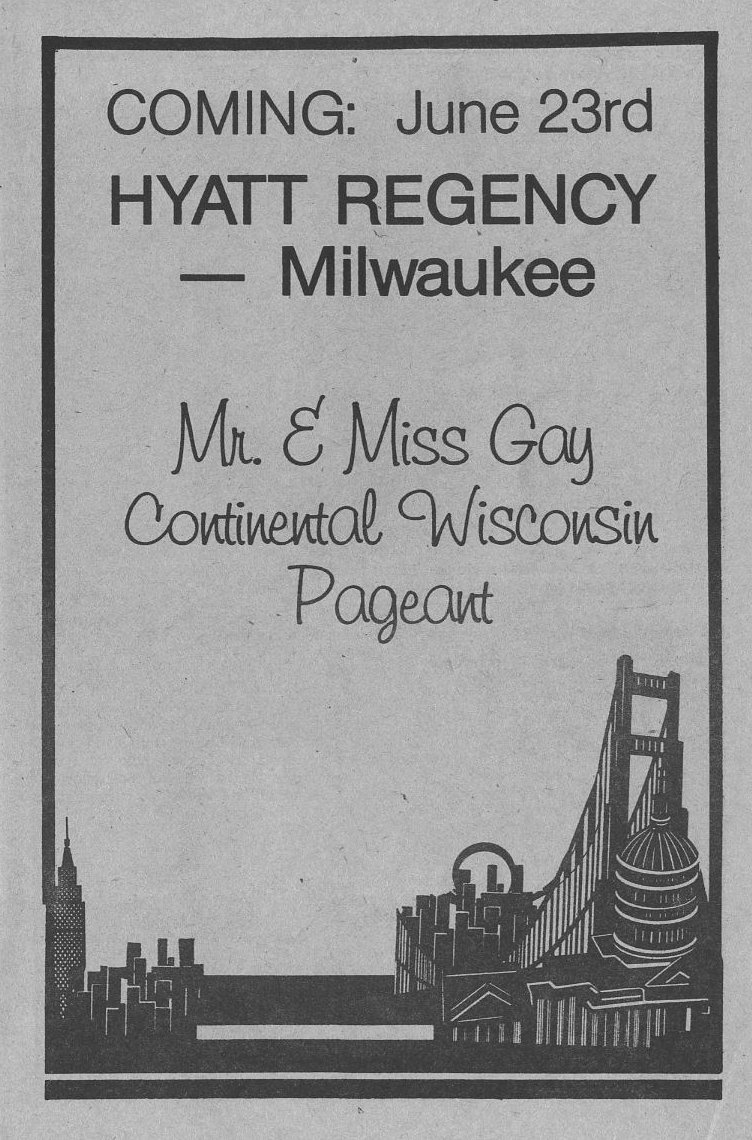 COMING: June 23rd
HYATT REGENCY
— Milwaukee
Mr. & Miss Gay
Continental Wisconsin
Pageant